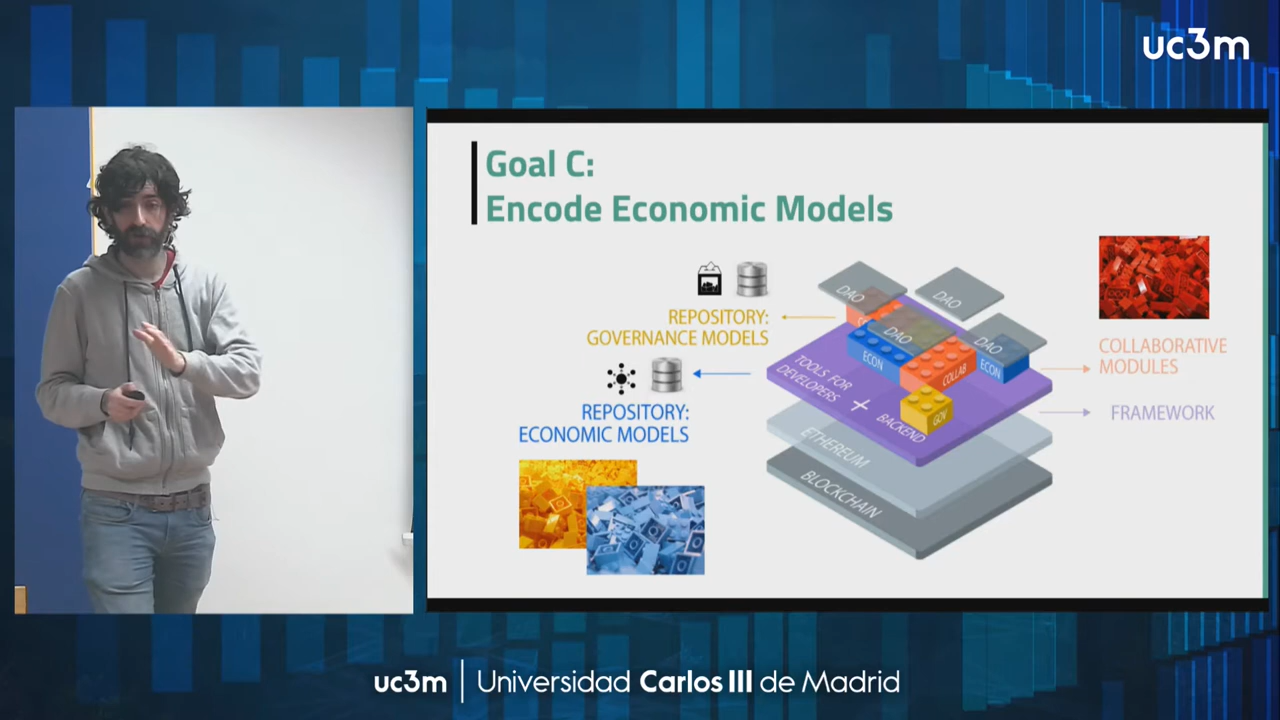 uc3m
Goal C:
Encode Economic Models
REPOSITORY:
GOVERNANCE MODELS
REPOSITORY:
ECONOMIC MODELS
DAO
DAO
DAO
DAO
ECON
COLLAB
ECON
GOV
TOOLS FOR
DEVELOPERS
+
BACKEND
ETHEREUM
BLOCKCHAIN
COLLABORATIVE
MODULES
FRAMEWORK
uc3m | Universidad Carlos III de Madrid